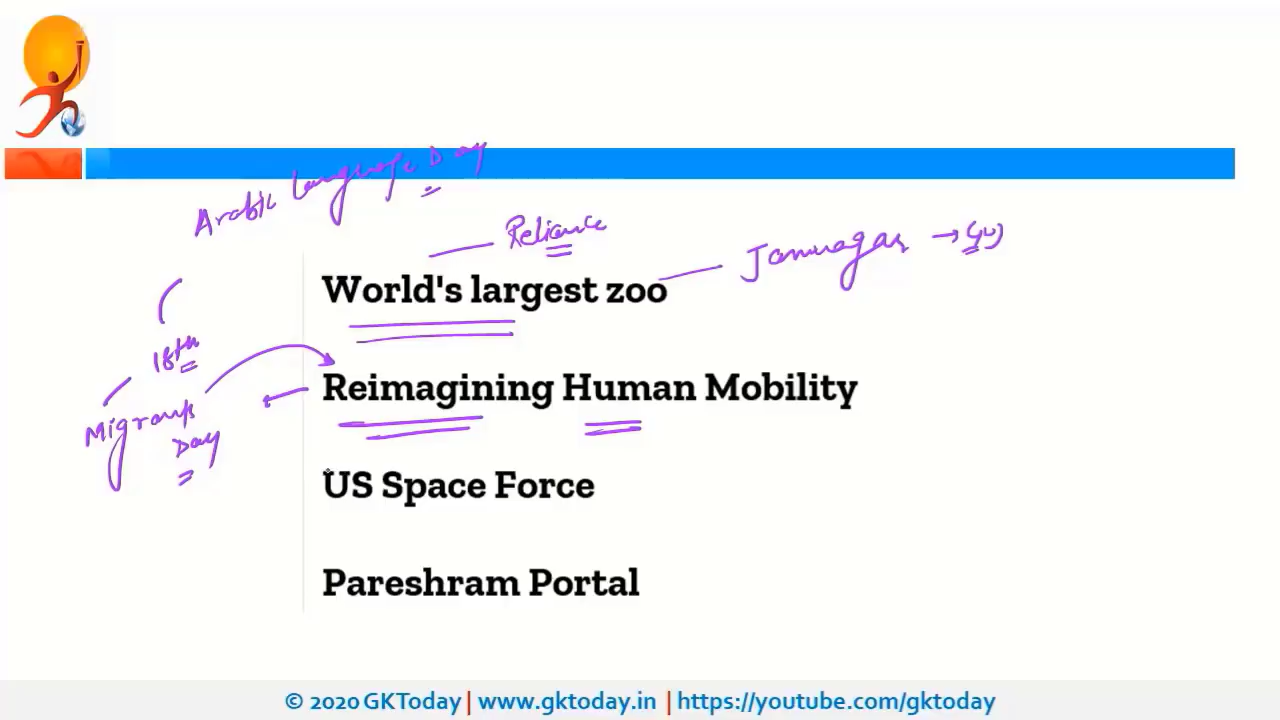 Arabic Language Day
Reliance
Jamnagar → GUJ
World's largest zoo
18th
Migrants
Day
Reimagining Human Mobility
US Space Force
Pareshram Portal
© 2020 GKToday | www.gktoday.in | https://youtube.com/gktoday